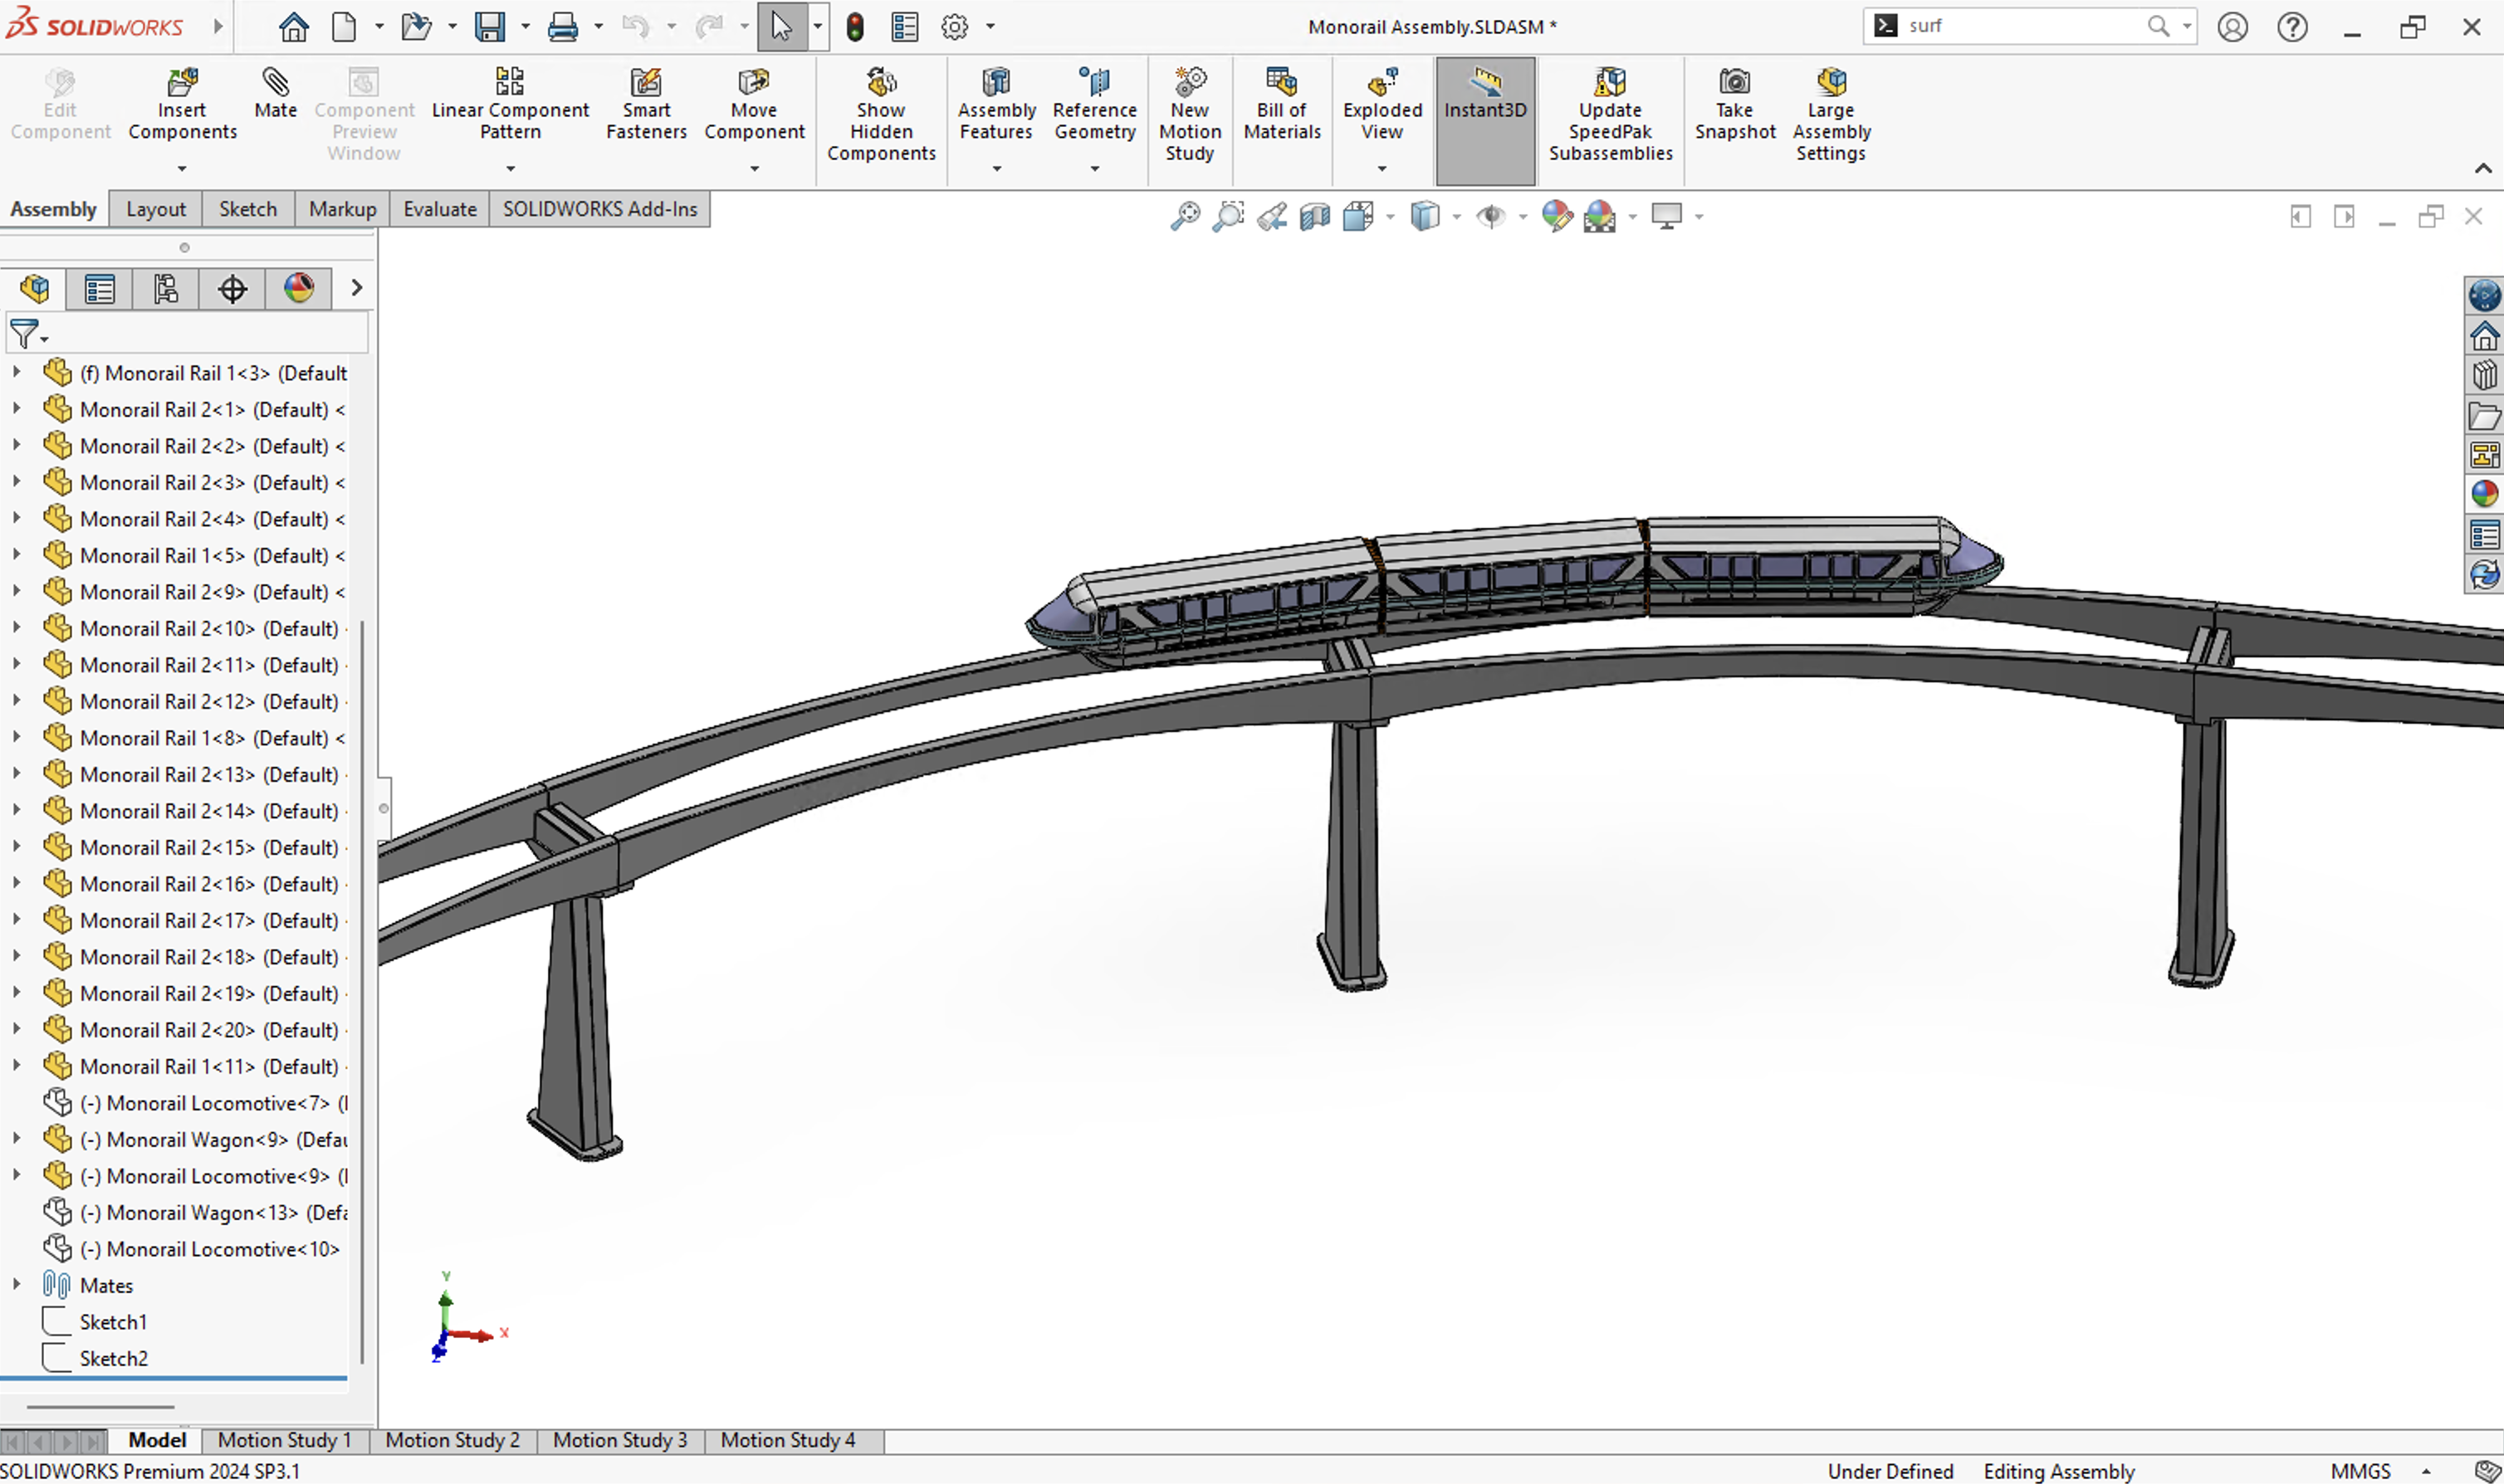 SOLIDWORKS
Monorail Assembly.SLDASM *
surf
Edit Component
Insert Components
Mate
Component Preview Window
Linear Component Pattern
Smart Fasteners
Move Component
Show Hidden Components
Assembly Features
Reference Geometry
New Motion Study
Bill of Materials
Exploded View
Instant3D
Update SpeedPak Subassemblies
Take Snapshot
Large Assembly Settings
Assembly
Layout
Sketch
Markup
Evaluate
SOLIDWORKS Add-Ins
(f) Monorail Rail 1<3> (Default
Monorail Rail 2<1> (Default) <
Monorail Rail 2<2> (Default) <
Monorail Rail 2<3> (Default) <
Monorail Rail 2<4> (Default) <
Monorail Rail 1<5> (Default) <
Monorail Rail 2<9> (Default) <
Monorail Rail 2<10> (Default)
Monorail Rail 2<11> (Default)
Monorail Rail 2<12> (Default)
Monorail Rail 1<8> (Default) <
Monorail Rail 2<13> (Default)
Monorail Rail 2<14> (Default)
Monorail Rail 2<15> (Default)
Monorail Rail 2<16> (Default)
Monorail Rail 2<17> (Default)
Monorail Rail 2<18> (Default)
Monorail Rail 2<19> (Default)
Monorail Rail 2<20> (Default)
Monorail Rail 1<11> (Default)
(-) Monorail Locomotive<7> (
(-) Monorail Wagon<9> (Defau
(-) Monorail Locomotive<9> (
(-) Monorail Wagon<13> (Defa
(-) Monorail Locomotive<10>
Mates
Sketch1
Sketch2
Y
X
Z
Model
Motion Study 1
Motion Study 2
Motion Study 3
Motion Study 4
SOLIDWORKS Premium 2024 SP3.1
Under Defined
Editing Assembly
MMGS